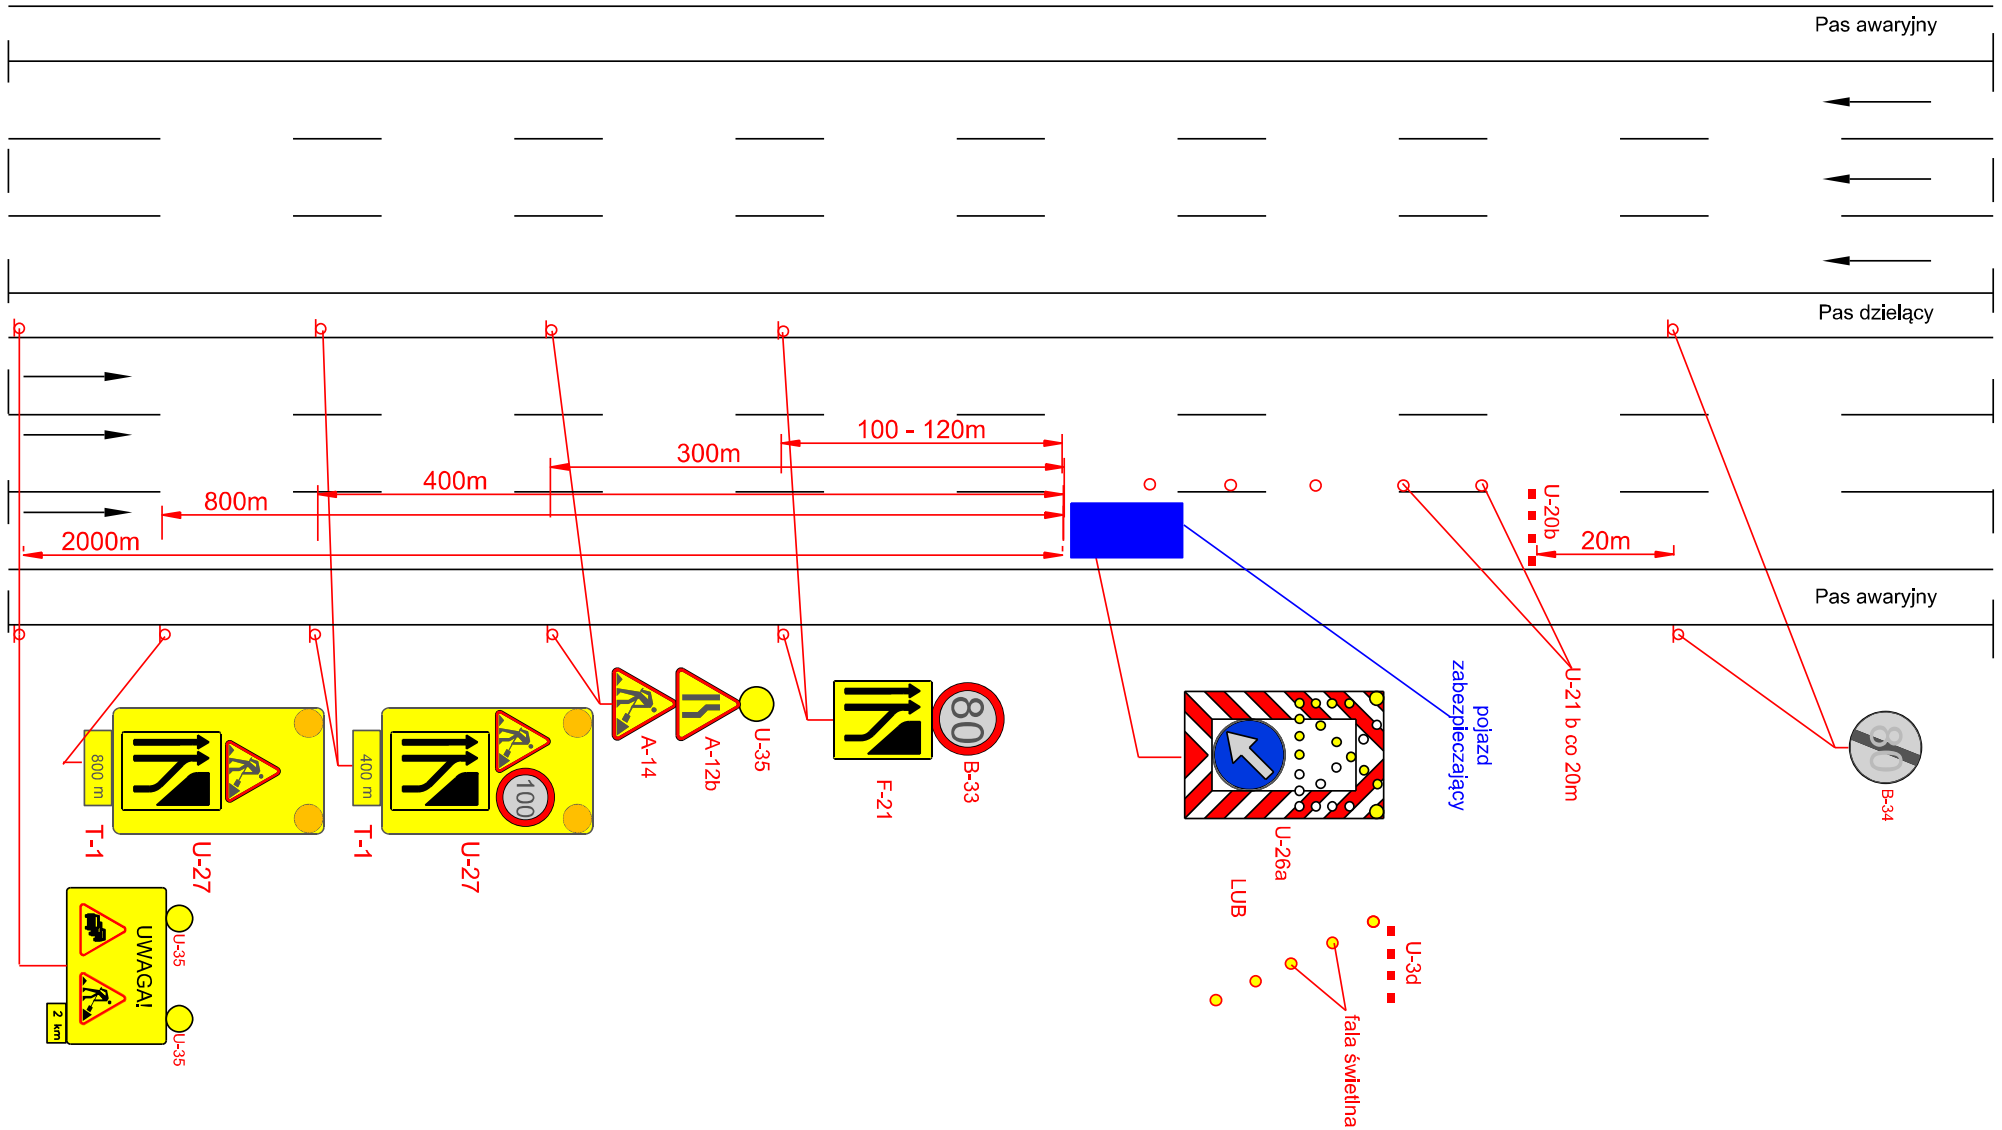 Pas awaryjny
Pas dzielący
100 - 120m
300m
400m
800m
2000m
U-20b
20m
Pas awaryjny
800 m
T-1
U-27
400 m
T-1
100
U-27
A-14
A-12b
U-35
F-21
80
B-33
U-26a
LUB
pojazd
zabezpieczający
U-21 b co 20m
80
B-34
UWAGA!
2 km
U-35
U-35
U-3d
fala świetlna